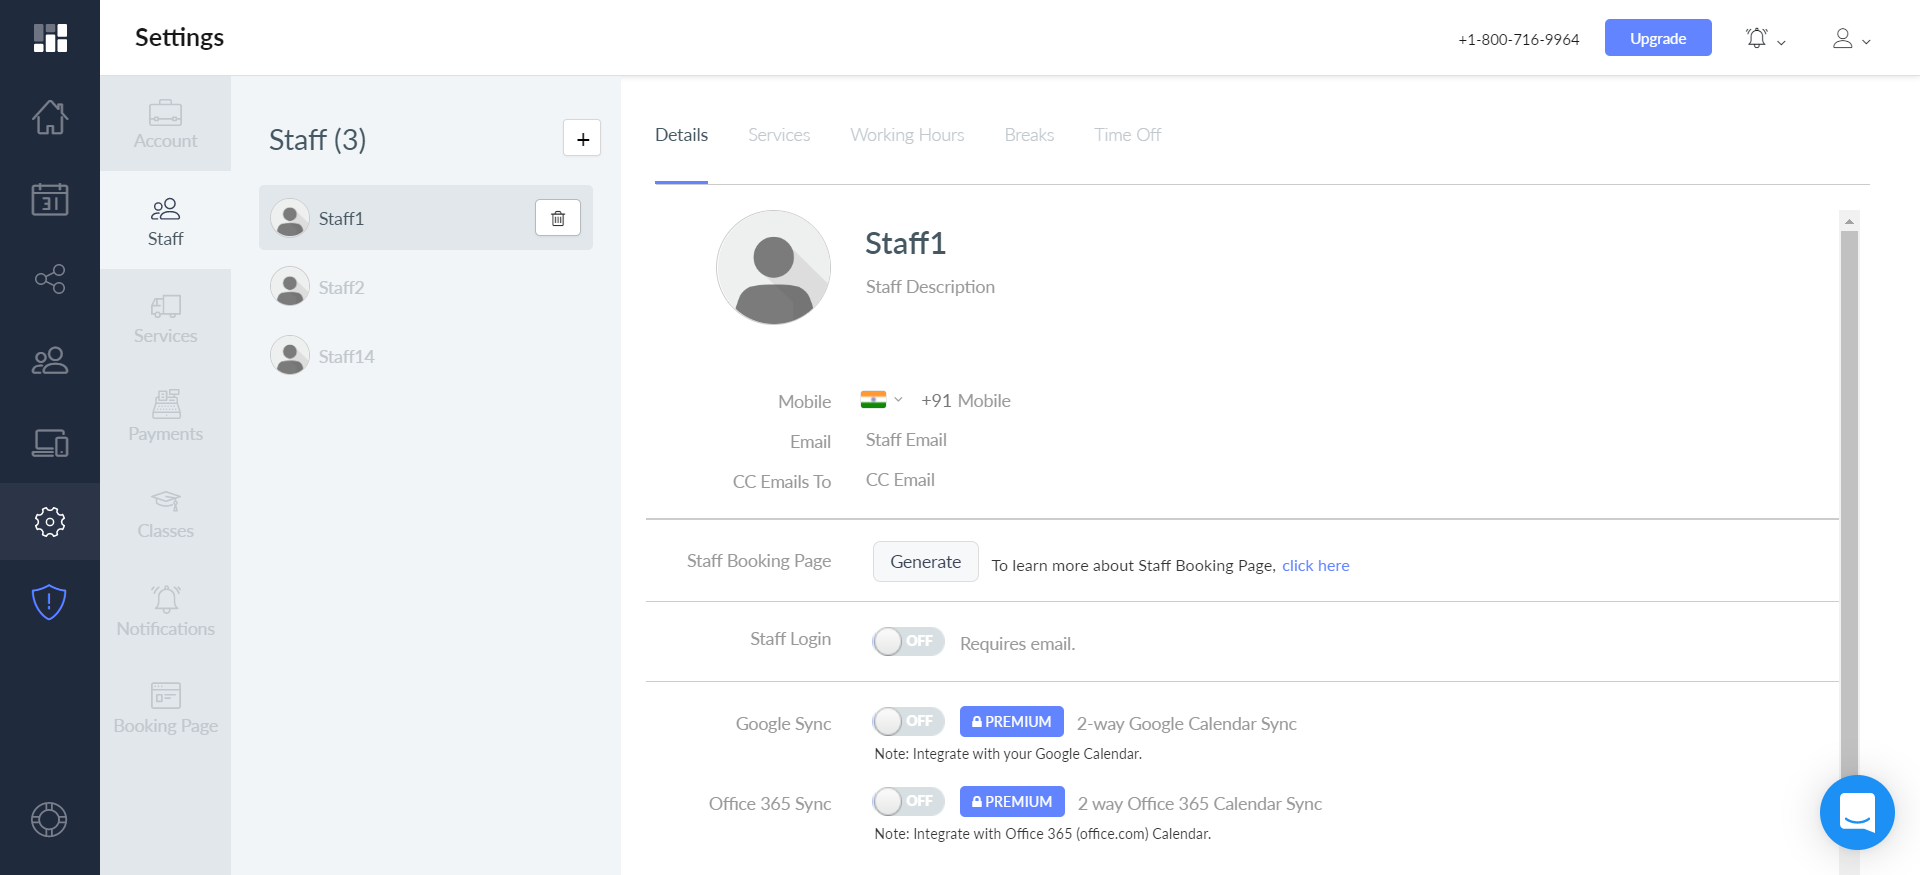 Settings
+1-800-716-9964
Upgrade
31
Account
Staff
Services
Payments
Classes
Notifications
Booking Page
Staff (3)
+
Staff1
Staff2
Staff14
Details Services Working Hours Breaks Time Off
Staff1
Staff Description
Mobile +91 Mobile
Email Staff Email
CC Emails To CC Email
Staff Booking Page Generate To learn more about Staff Booking Page, click here
Staff Login OFF Requires email.
Google Sync OFF PREMIUM 2-way Google Calendar Sync
Note: Integrate with your Google Calendar.
Office 365 Sync OFF PREMIUM 2 way Office 365 Calendar Sync
Note: Integrate with Office 365 (office.com) Calendar.